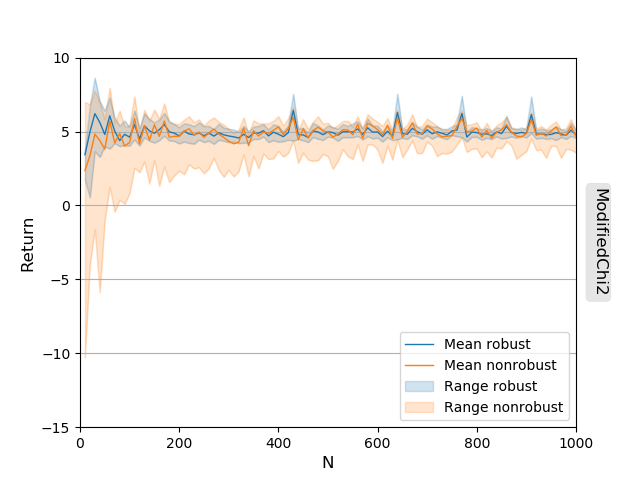 10
5
0
−5
−10
−15
0
200
400
600
800
1000
Return
N
ModifiedChi2
Mean robust
Mean nonrobust
Range robust
Range nonrobust